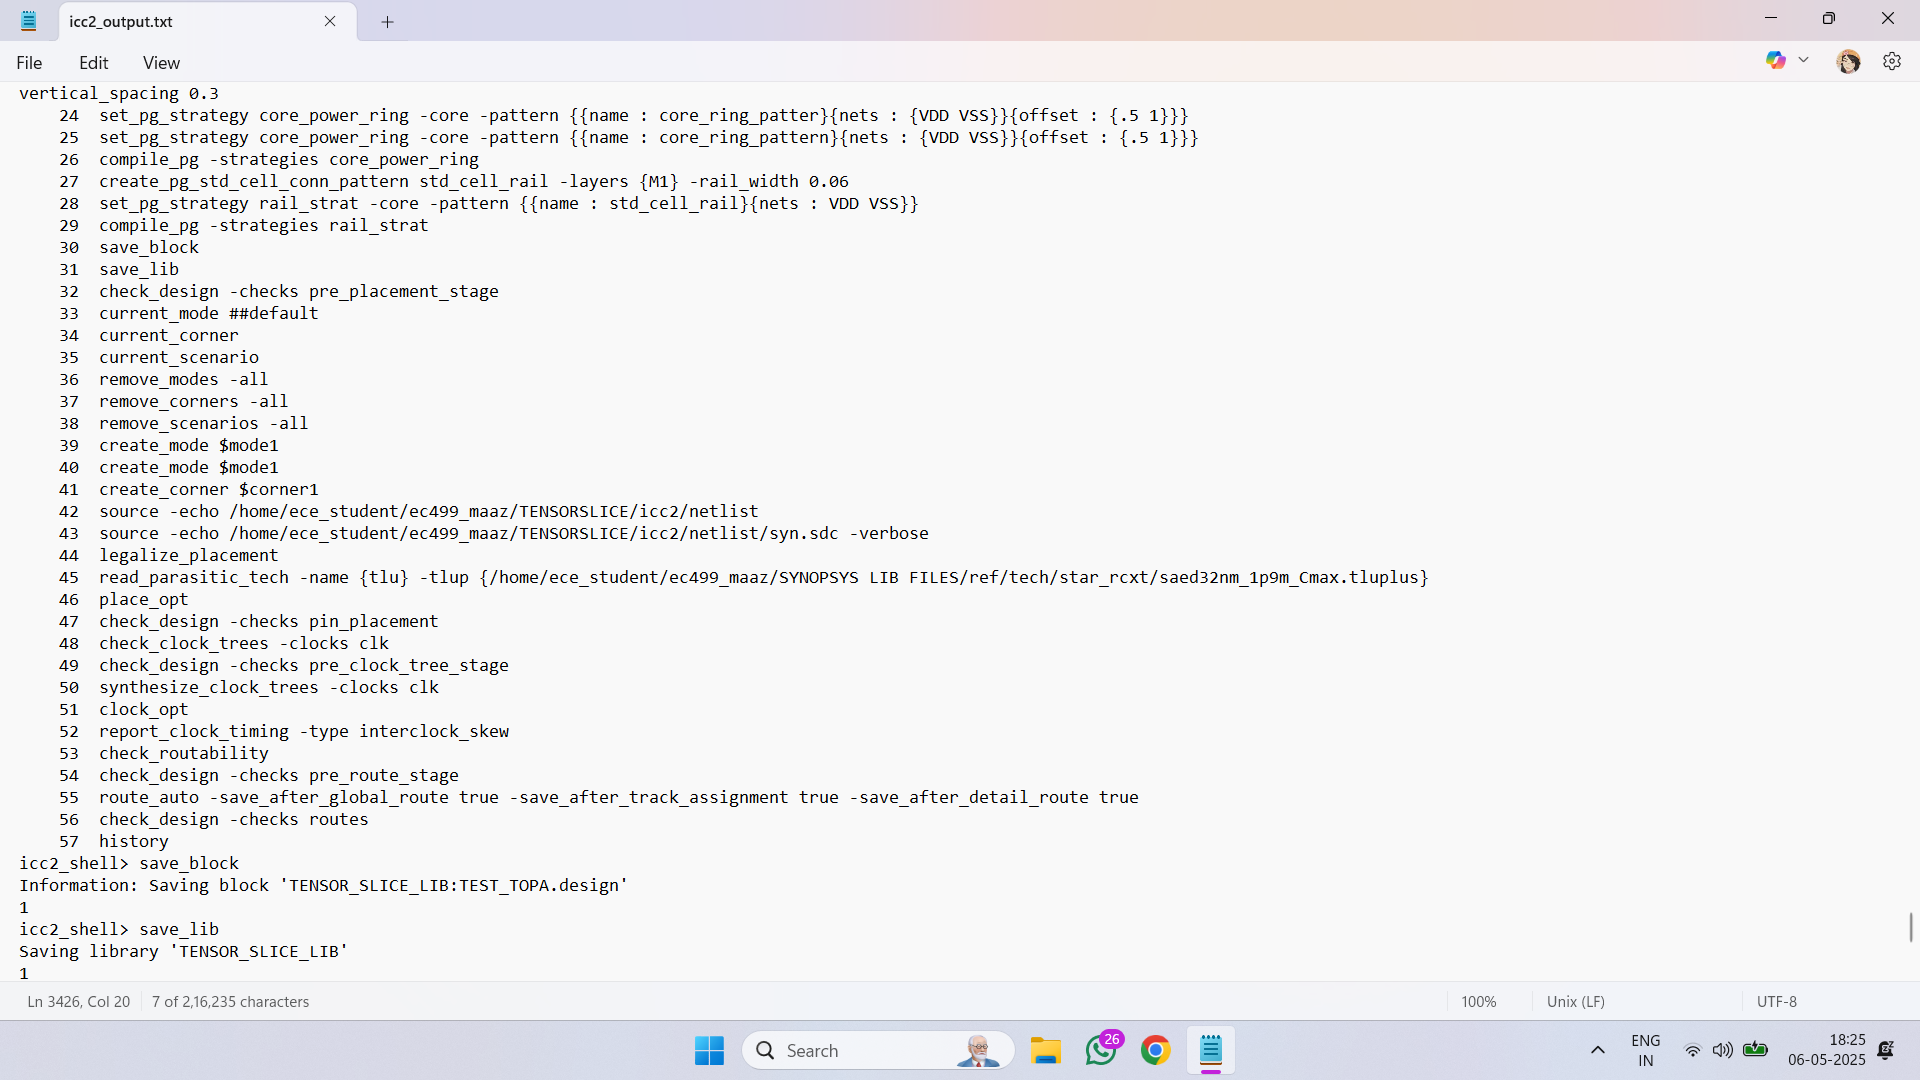 icc2_output.txt
File Edit View
vertical_spacing 0.3
24 set_pg_strategy core_power_ring -core -pattern {{name : core_ring_patter}{nets : {VDD VSS}}{offset : {.5 1}}}
25 set_pg_strategy core_power_ring -core -pattern {{name : core_ring_pattern}{nets : {VDD VSS}}{offset : {.5 1}}}
26 compile_pg -strategies core_power_ring
27 create_pg_std_cell_conn_pattern std_cell_rail -layers {M1} -rail_width 0.06
28 set_pg_strategy rail_strat -core -pattern {{name : std_cell_rail}{nets : VDD VSS}}
29 compile_pg -strategies rail_strat
30 save_block
31 save_lib
32 check_design -checks pre_placement_stage
33 current_mode ##default
34 current_corner
35 current_scenario
36 remove_modes -all
37 remove_corners -all
38 remove_scenarios -all
39 create_mode $mode1
40 create_mode $mode1
41 create_corner $corner1
42 source -echo /home/ece_student/ec499_maaz/TENSORSLICE/icc2/netlist
43 source -echo /home/ece_student/ec499_maaz/TENSORSLICE/icc2/netlist/syn.sdc -verbose
44 legalize_placement
45 read_parasitic_tech -name {tlu} -tlup {/home/ece_student/ec499_maaz/SYNOPSYS LIB FILES/ref/tech/star_rcxt/saed32nm_1p9m_Cmax.tluplus}
46 place_opt
47 check_design -checks pin_placement
48 check_clock_trees -clocks clk
49 check_design -checks pre_clock_tree_stage
50 synthesize_clock_trees -clocks clk
51 clock_opt
52 report_clock_timing -type interclock_skew
53 check_routability
54 check_design -checks pre_route_stage
55 route_auto -save_after_global_route true -save_after_track_assignment true -save_after_detail_route true
56 check_design -checks routes
57 history
icc2_shell> save_block
Information: Saving block 'TENSOR_SLICE_LIB:TEST_TOPA.design'
1
icc2_shell> save_lib
Saving library 'TENSOR_SLICE_LIB'
1
Ln 3426, Col 20 7 of 2,16,235 characters 100% Unix (LF) UTF-8
Search 26 ENG IN 18:25 06-05-2025